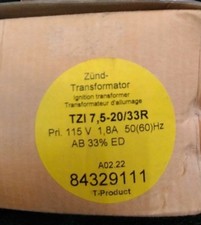 Zünd-
Transformator
Ignition transformer
Transformateur d'allumage
TZI 7,5-20/33R
Pri. 115 V 1,8A 50(60)Hz
AB 33% ED
A02.22
84329111
T-Product